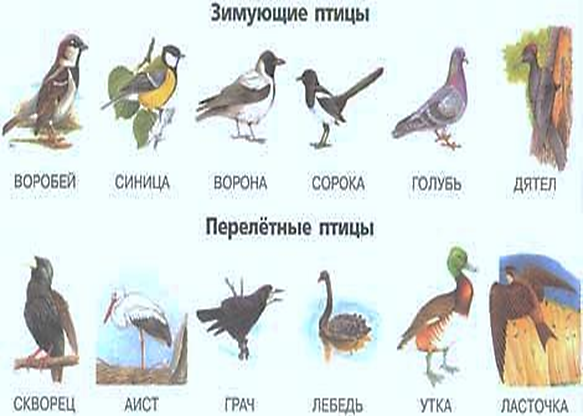 Зимующие птицы
ВОРОБЕЙ СИНИЦА ВОРОНА СОРОКА ГОЛУБЬ ДЯТЕЛ
Перелётные птицы
СКВОРЕЦ АИСТ ГРАЧ ЛЕБЕДЬ УТКА ЛАСТОЧКА